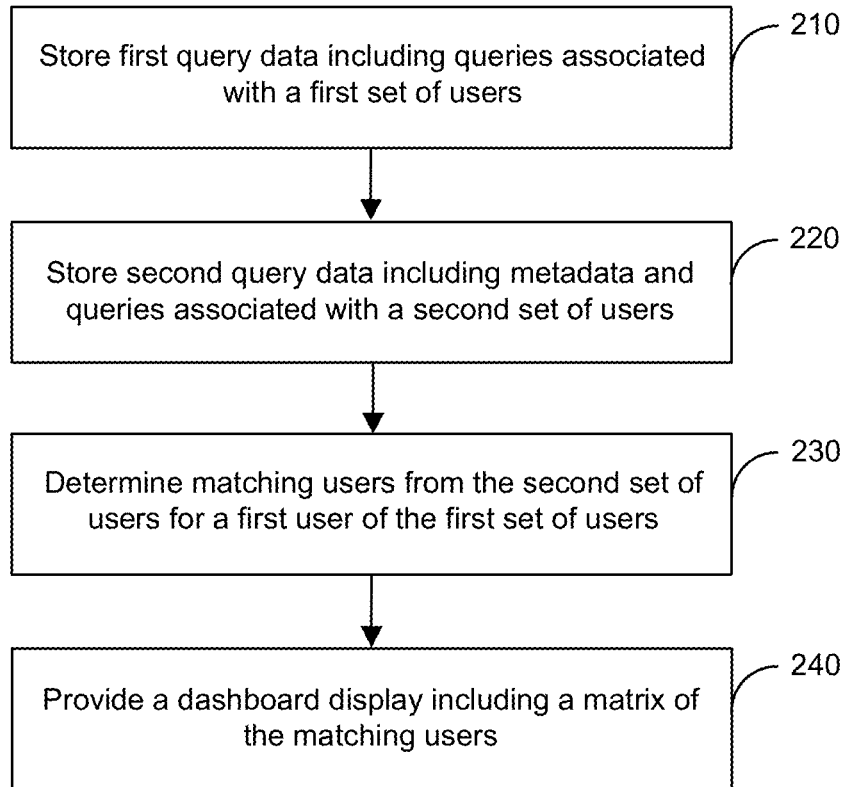 210
Store first query data including queries associated
with a first set of users
220
Store second query data including metadata and
queries associated with a second set of users
230
Determine matching users from the second set of
users for a first user of the first set of users
240
Provide a dashboard display including a matrix of
the matching users